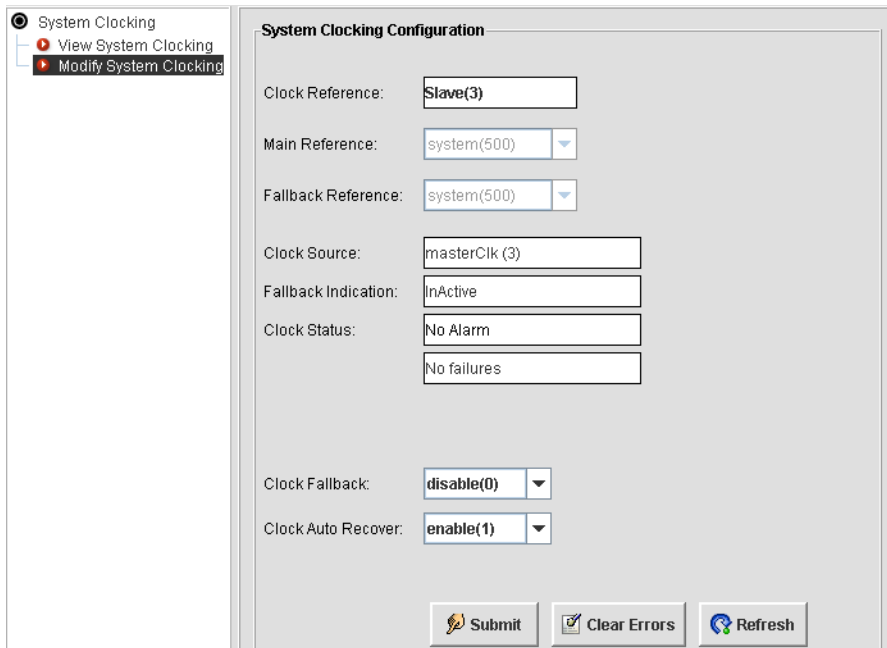 System Clocking
View System Clocking
Modify System Clocking
System Clocking Configuration
Clock Reference: Slave(3)
Main Reference: system(500)
Fallback Reference: system(500)
Clock Source: masterClk (3)
Fallback Indication: InActive
Clock Status: No Alarm
No failures
Clock Fallback: disable(0)
Clock Auto Recover: enable(1)
Submit Clear Errors Refresh